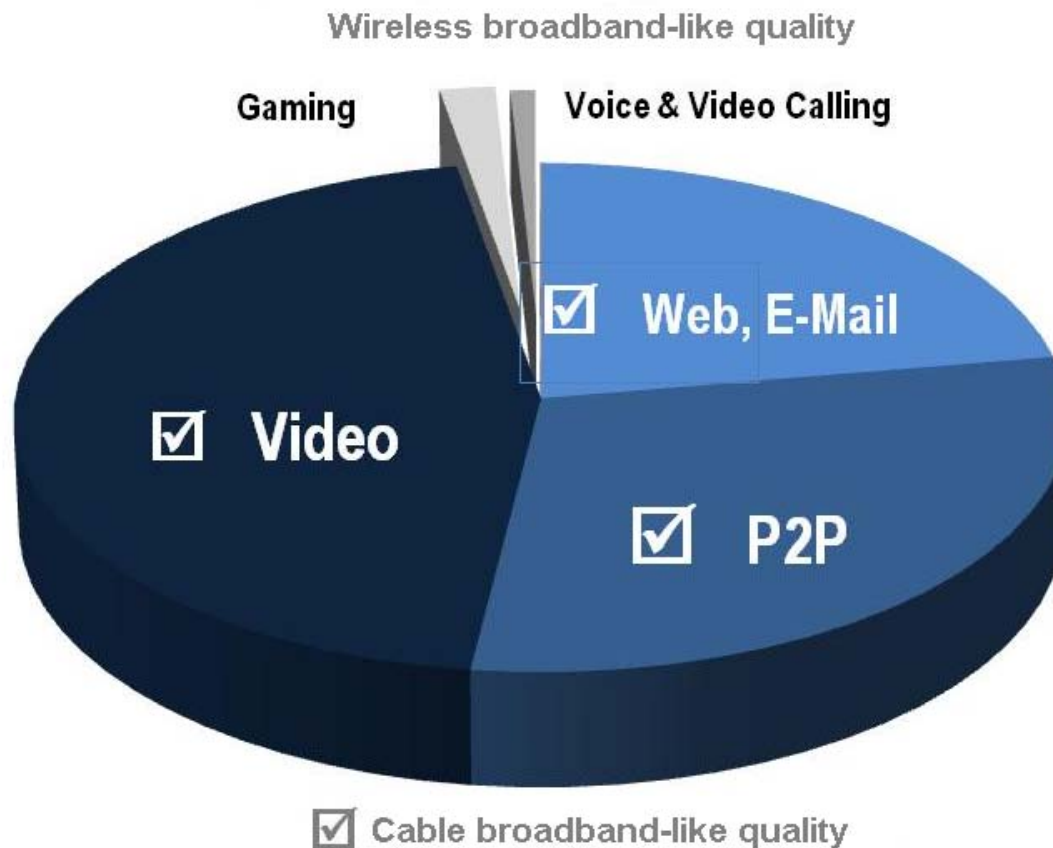 Wireless broadband-like quality
Gaming
Voice & Video Calling
Web, E-Mail
Video
P2P
Cable broadband-like quality